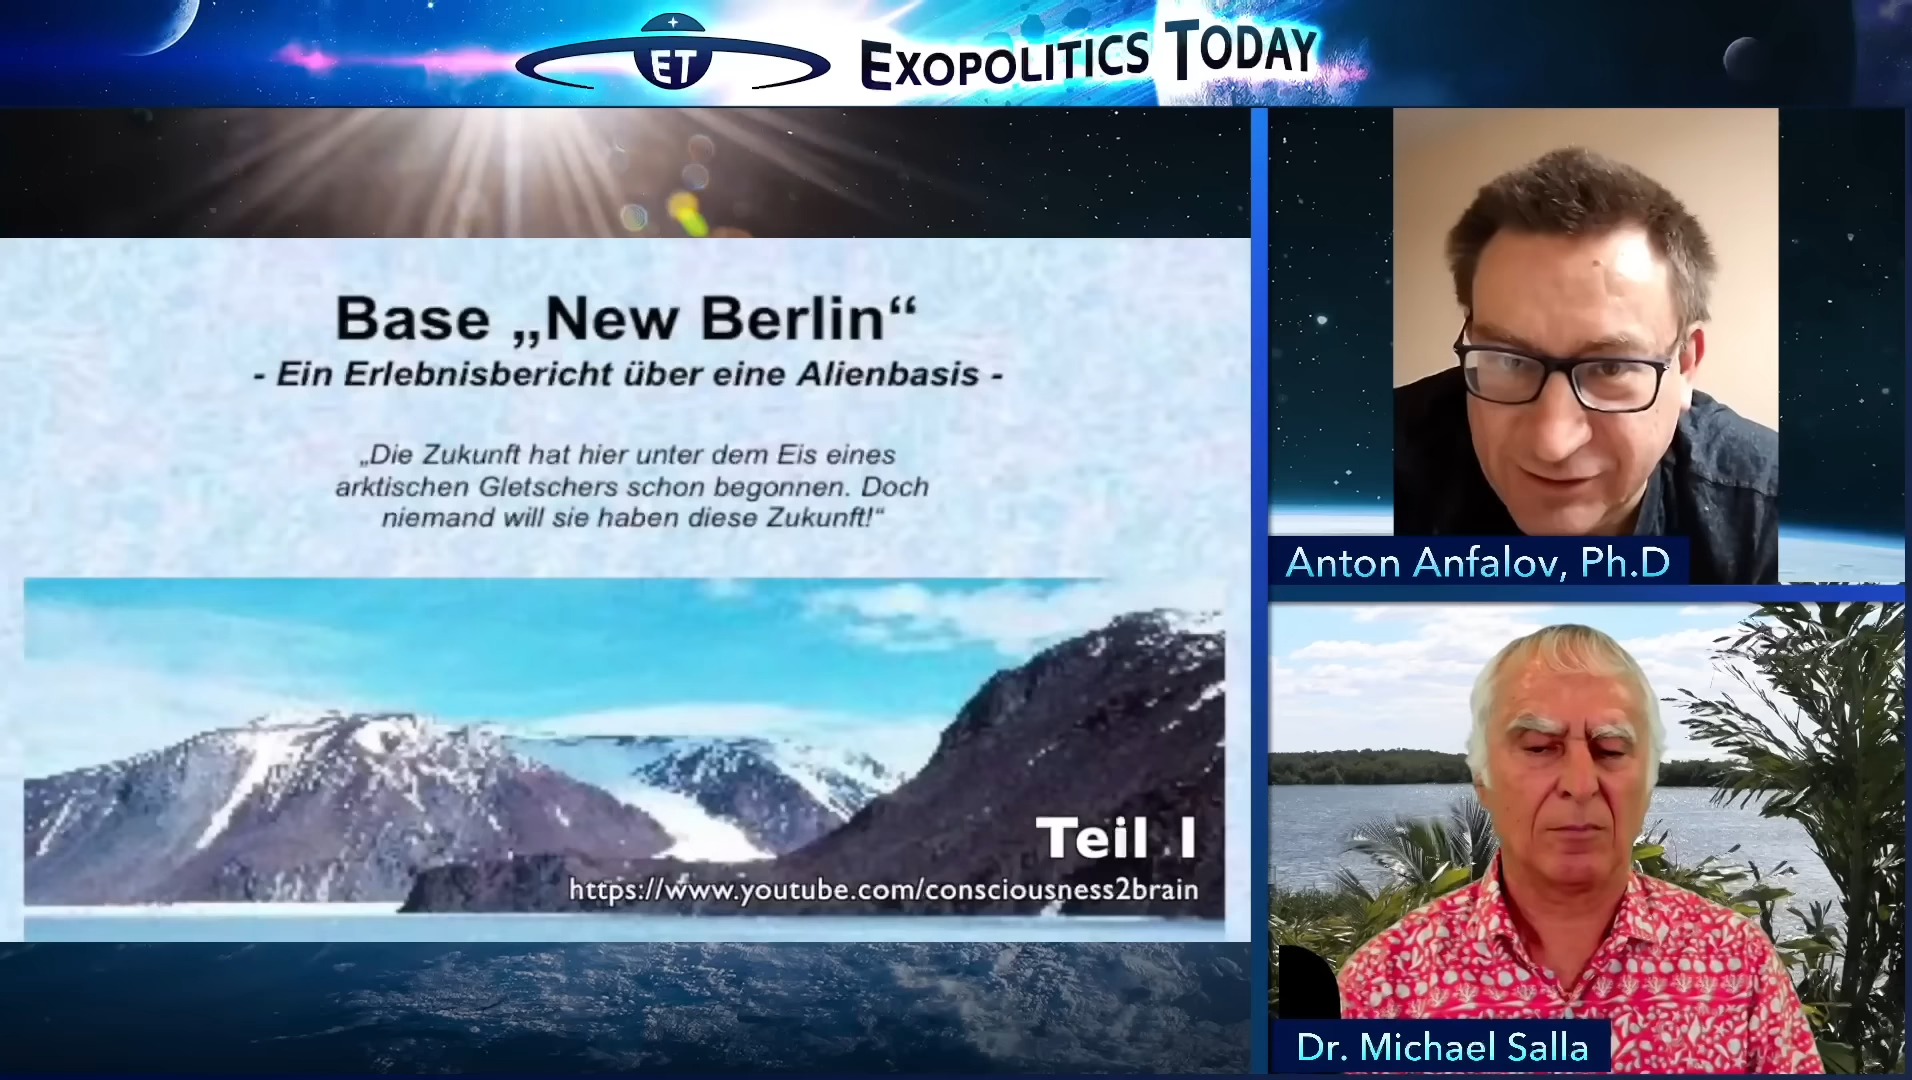 ET EXOPOLITICS TODAY
Base „New Berlin“
- Ein Erlebnisbericht über eine Alienbasis -
„Die Zukunft hat hier unter dem Eis eines
arktischen Gletschers schon begonnen. Doch
niemand will sie haben diese Zukunft!“
Teil I
https://www.youtube.com/consciousness2brain
Anton Anfalov, Ph.D
Dr. Michael Salla